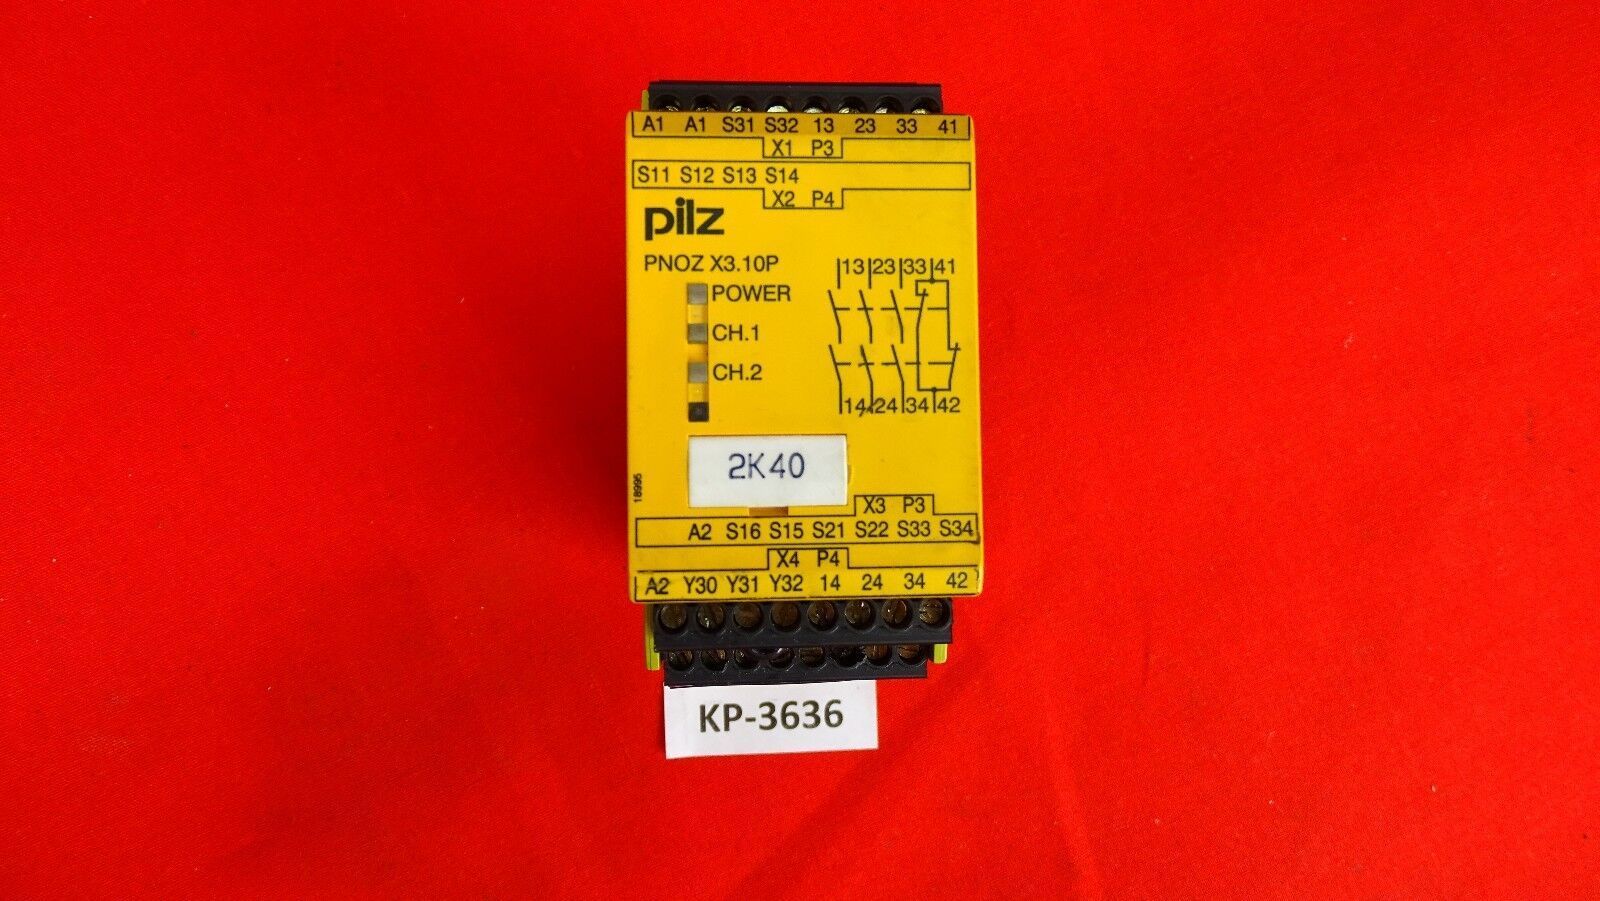 A1 A1 S31 S32 13 23 33 41
X1 P3
S11 S12 S13 S14
X2 P4
pilz
PNOZ X3.10P
POWER
CH.1
CH.2
13 23 33 41
14 24 34 42
2K40
18995
X3 P3
A2 S16 S15 S21 S22 S33 S34
X4 P4
A2 Y30 Y31 Y32 14 24 34 42
KP-3636